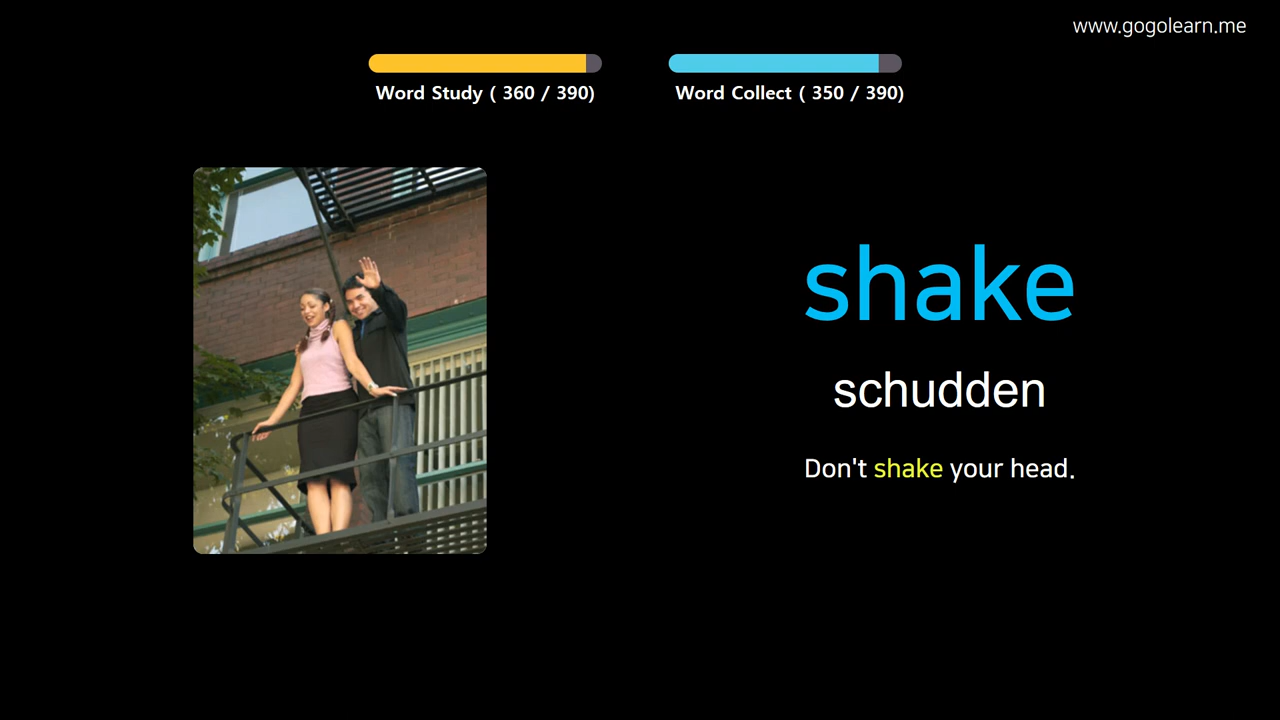 www.gogolearn.me
Word Study ( 360 / 390)
Word Collect ( 350 / 390)
shake
schudden
Don't shake your head.